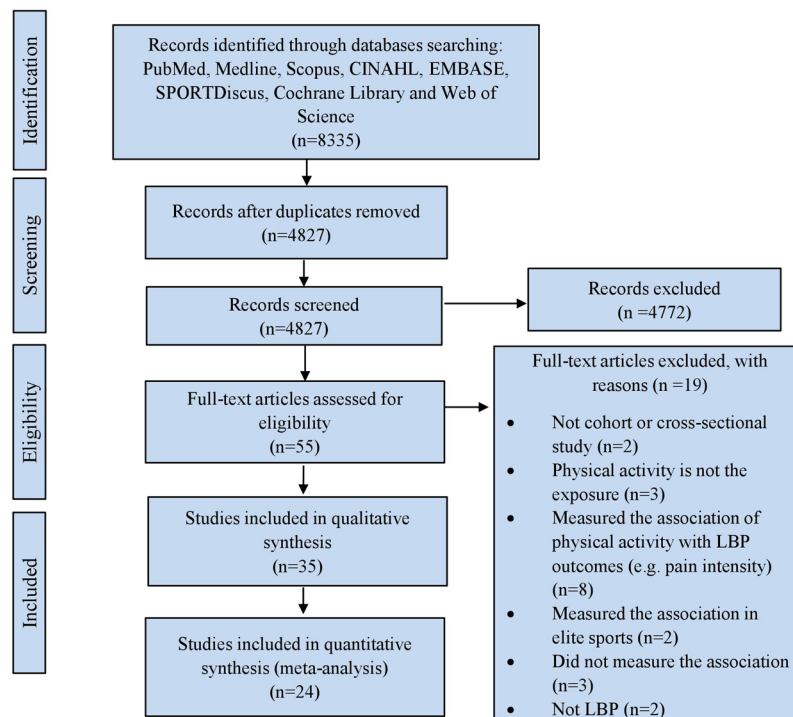 Identification
Records identified through databases searching:
PubMed, Medline, Scopus, CINAHL, EMBASE,
SPORTDiscus, Cochrane Library and Web of
Science
(n=8335)
Screening
Records after duplicates removed
(n=4827)
Records screened
(n=4827)
Records excluded
(n =4772)
Eligibility
Full-text articles assessed for
eligibility
(n=55)
Full-text articles excluded, with
reasons (n =19)
• Not cohort or cross-sectional
study (n=2)
• Physical activity is not the
exposure (n=3)
• Measured the association of
physical activity with LBP
outcomes (e.g. pain intensity)
(n=8)
• Measured the association in
elite sports (n=2)
• Did not measure the association
(n=3)
• Not LBP (n=2)
Included
Studies included in qualitative
synthesis
(n=35)
Studies included in quantitative
synthesis (meta-analysis)
(n=24)